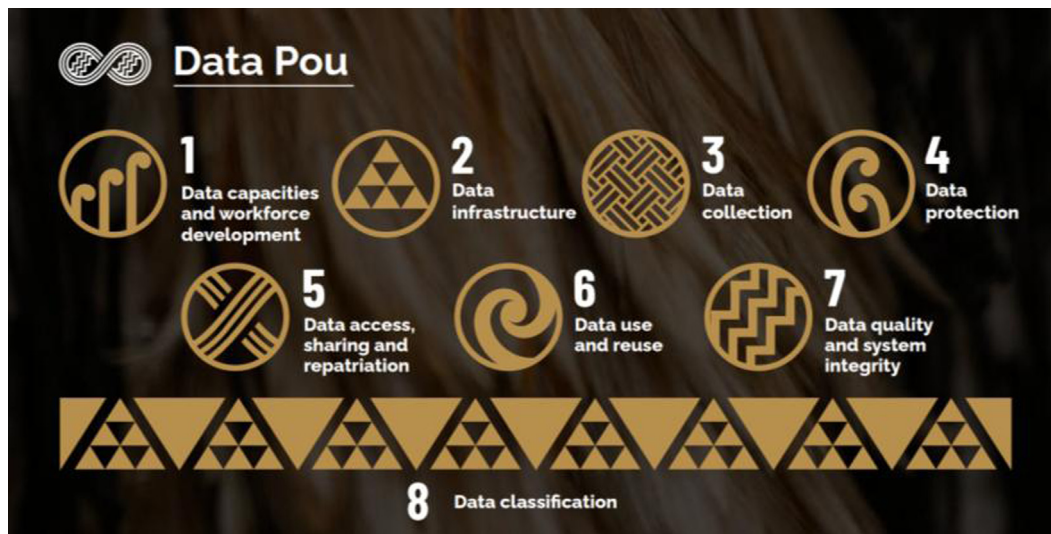 Data Pou
1
Data capacities
and workforce
development
2
Data
infrastructure
3
Data
collection
4
Data
protection
5
Data access,
sharing and
repatriation
6
Data use
and reuse
7
Data quality
and system
integrity
8 Data classification